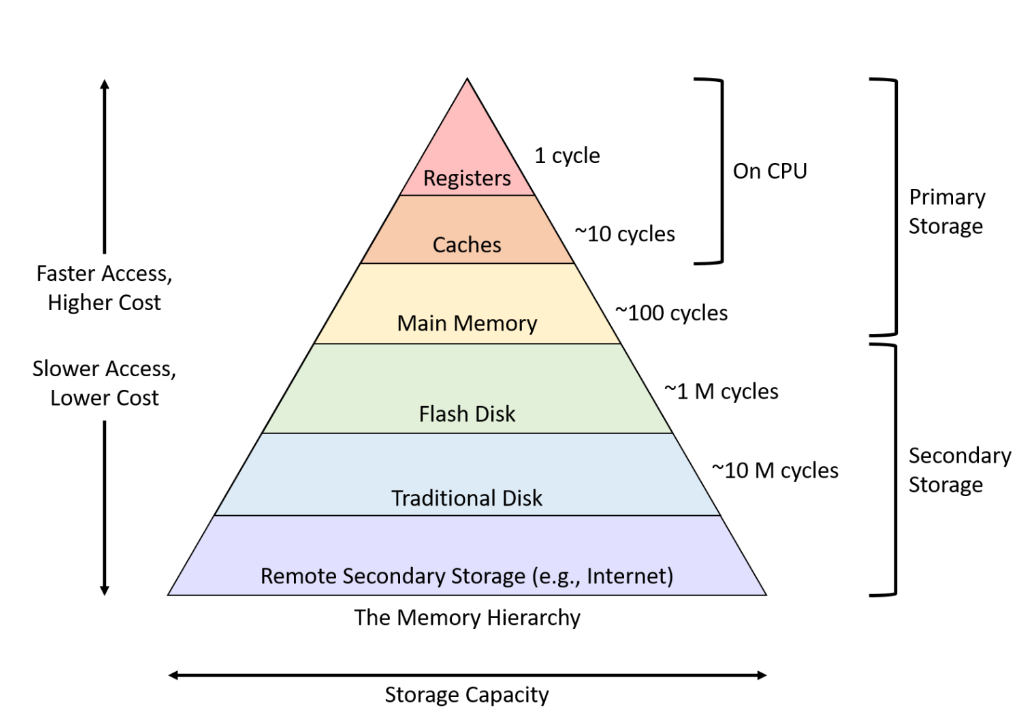 1 cycle
Registers
On CPU
Primary
Storage
~10 cycles
Caches
Faster Access,
Higher Cost
~100 cycles
Main Memory
Slower Access,
Lower Cost
~1 M cycles
Flash Disk
~10 M cycles
Traditional Disk
Secondary
Storage
Remote Secondary Storage (e.g., Internet)
The Memory Hierarchy
Storage Capacity